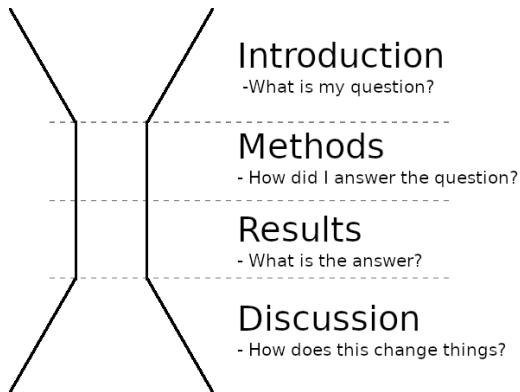 Introduction
-What is my question?
Methods
- How did I answer the question?
Results
- What is the answer?
Discussion
- How does this change things?